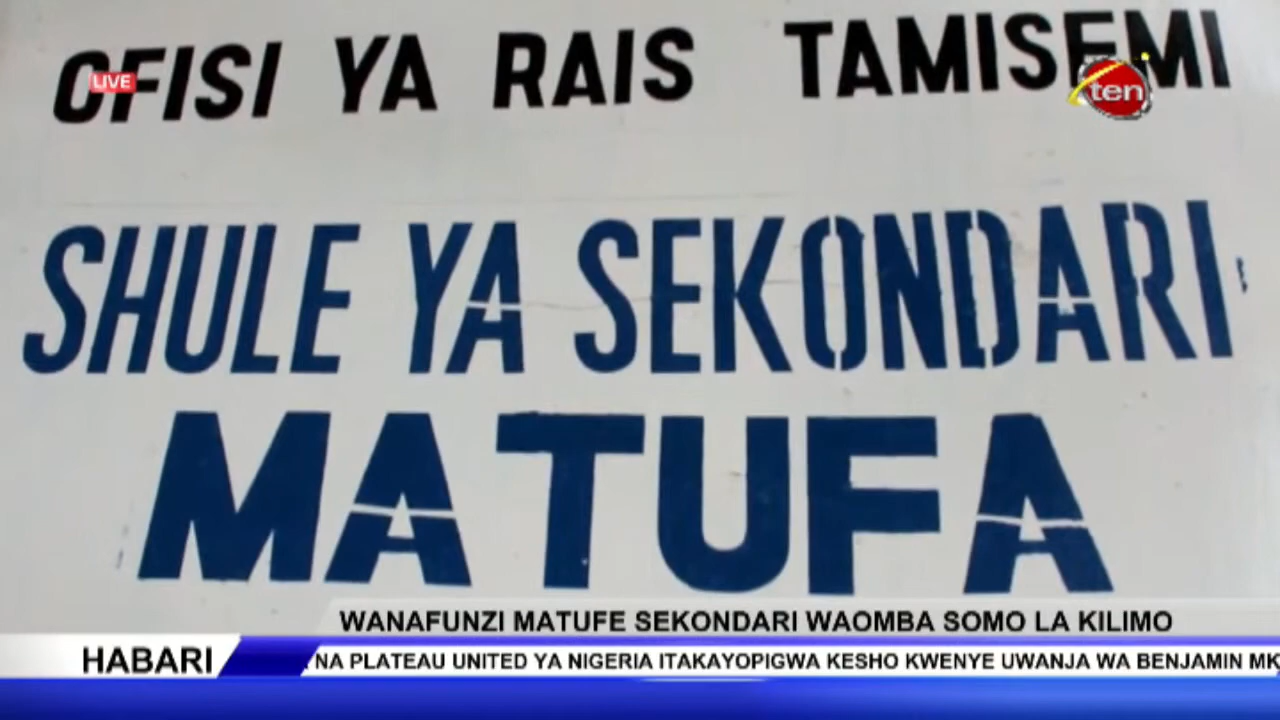 OFISI YA RAIS TAMISEMI
LIVE
ten
SHULE YA SEKONDARI
MATUFA
WANAFUNZI MATUFE SEKONDARI WAOMBA SOMO LA KILIMO
HABARI
NA PLATEAU UNITED YA NIGERIA ITAKAYOPIGWA KESHO KWENYE UWANJA WA BENJAMIN